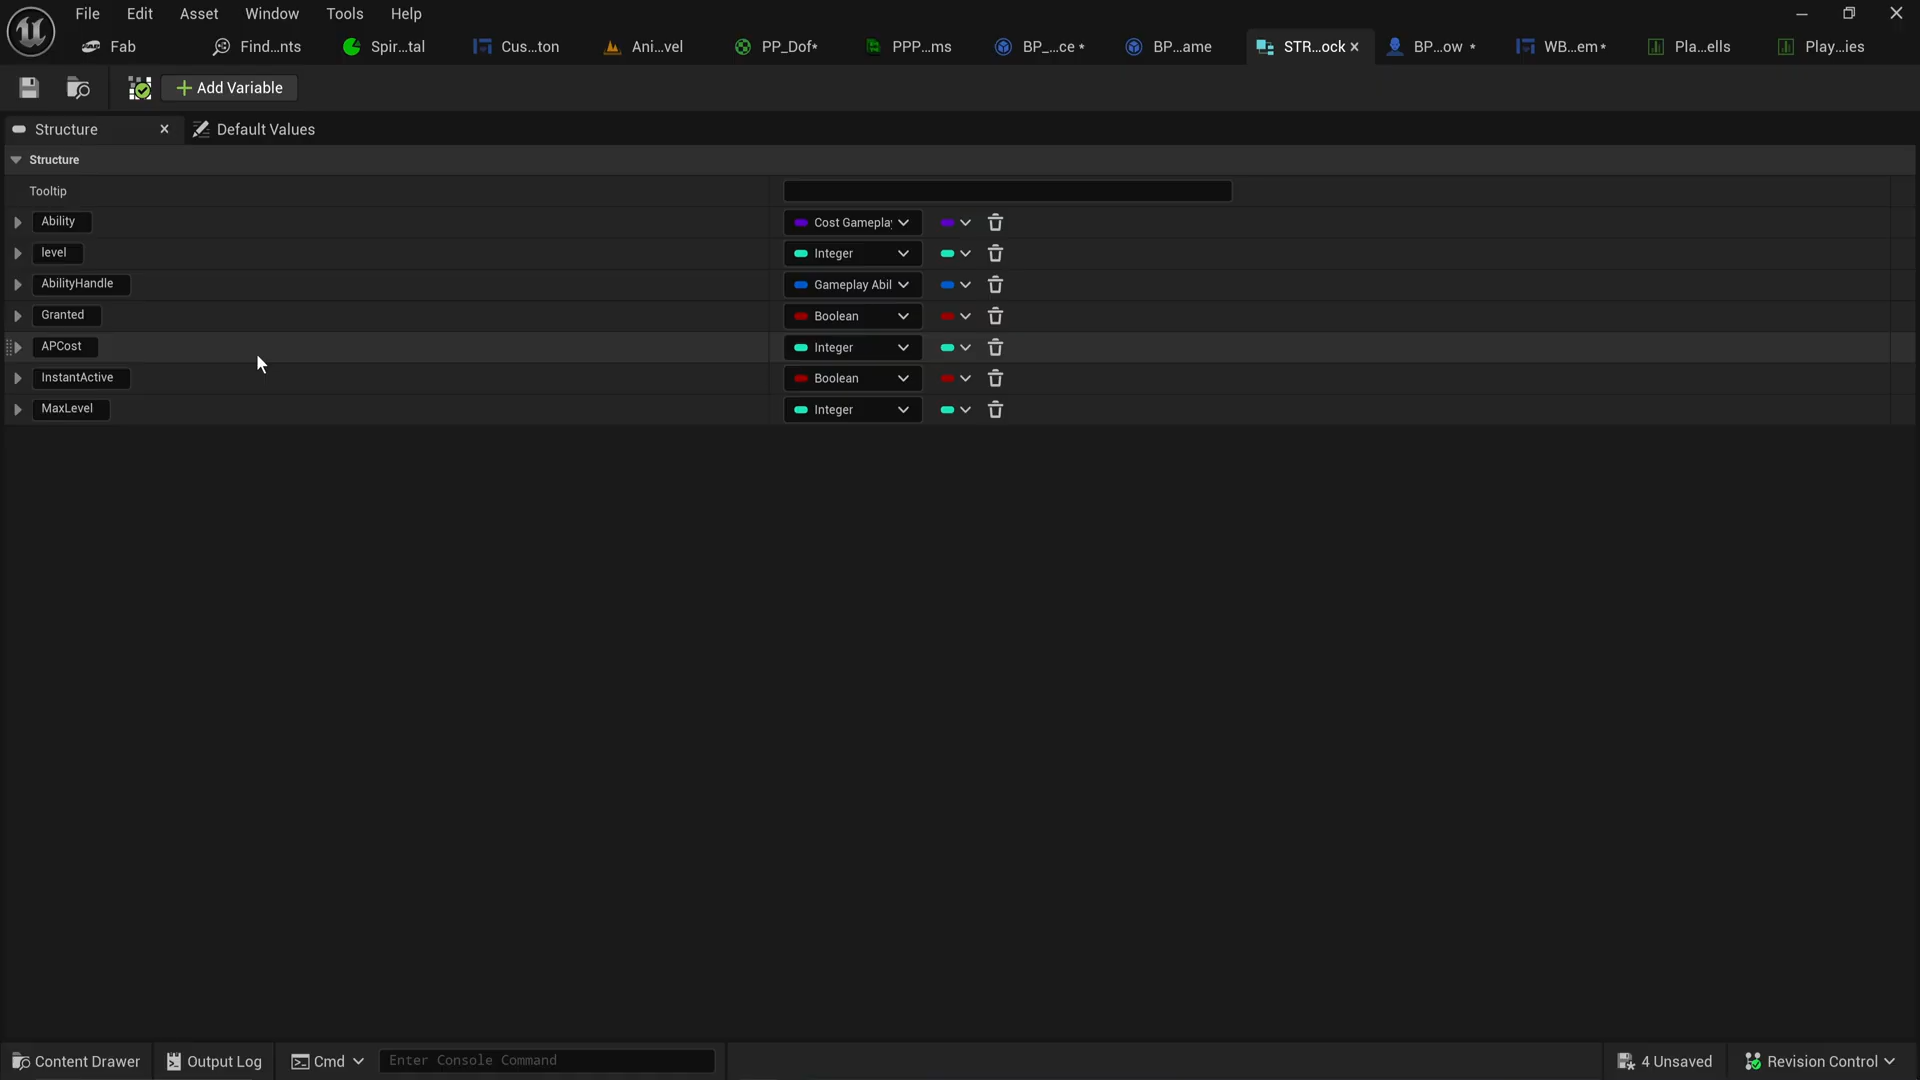 File Edit Asset Window Tools Help
Fab Find...nts Spir...tal Cus...ton Ani...vel PP_Dof* PPP...ms BP_...ce * BP...ame STR...ock BP...ow * WB...em* Pla...ells Play...ies
Add Variable
Structure Default Values
Structure
Tooltip
Ability Cost Gamepla
level Integer
AbilityHandle Gameplay Abil
Granted Boolean
APCost Integer
InstantActive Boolean
MaxLevel Integer
Content Drawer Output Log Cmd Enter Console Command 4 Unsaved Revision Control